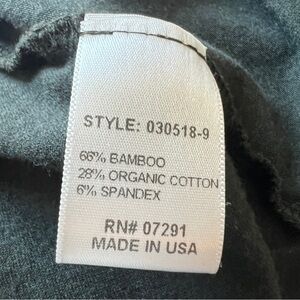 STYLE: 030518-9
66% BAMBOO
28% ORGANIC COTTON
6% SPANDEX
RN# 07291
MADE IN USA